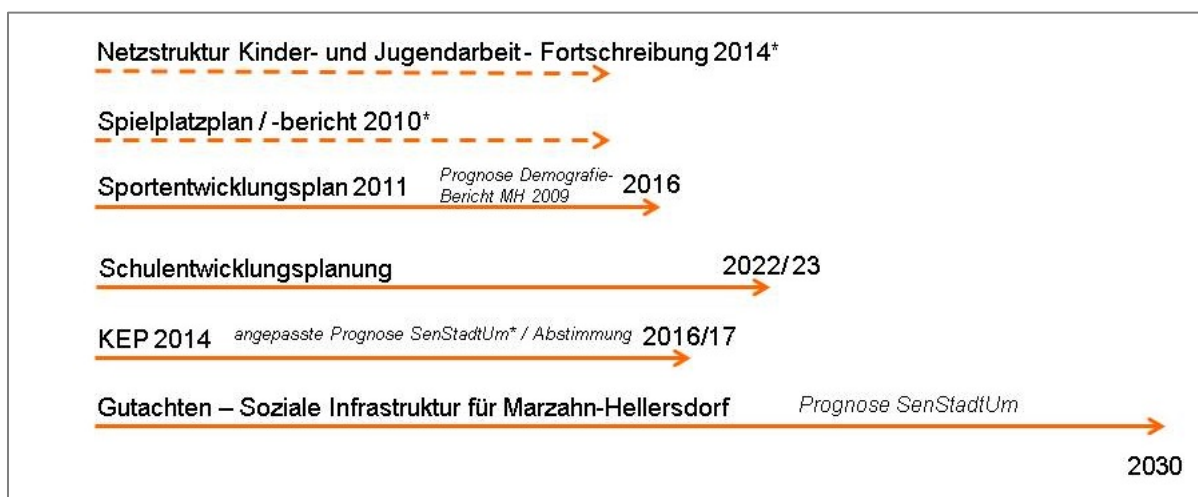 Netzstruktur Kinder- und Jugendarbeit - Fortschreibung 2014*
Spielplatzplan / -bericht 2010*
Sportentwicklungsplan 2011 Prognose Demografie-
Bericht MH 2009 2016
Schulentwicklungsplanung 2022/23
KEP 2014 angepasste Prognose SenStadtUm* / Abstimmung 2016/17
Gutachten – Soziale Infrastruktur für Marzahn-Hellersdorf Prognose SenStadtUm
2030